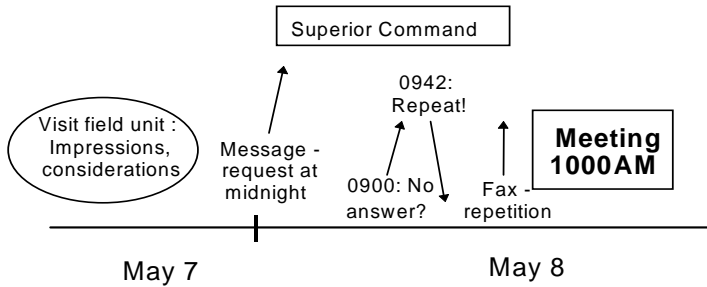 Superior Command
0942:
Repeat!
Visit field unit :
Impressions,
considerations
Message -
request at
midnight
0900: No
answer?
Fax -
repetition
Meeting
1000AM
May 7
May 8